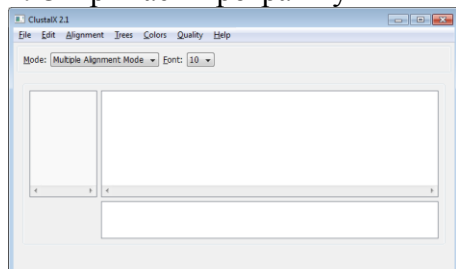 ClustalX 2.1
File Edit Alignment Trees Colors Quality Help
Mode: Multiple Alignment Mode Font: 10